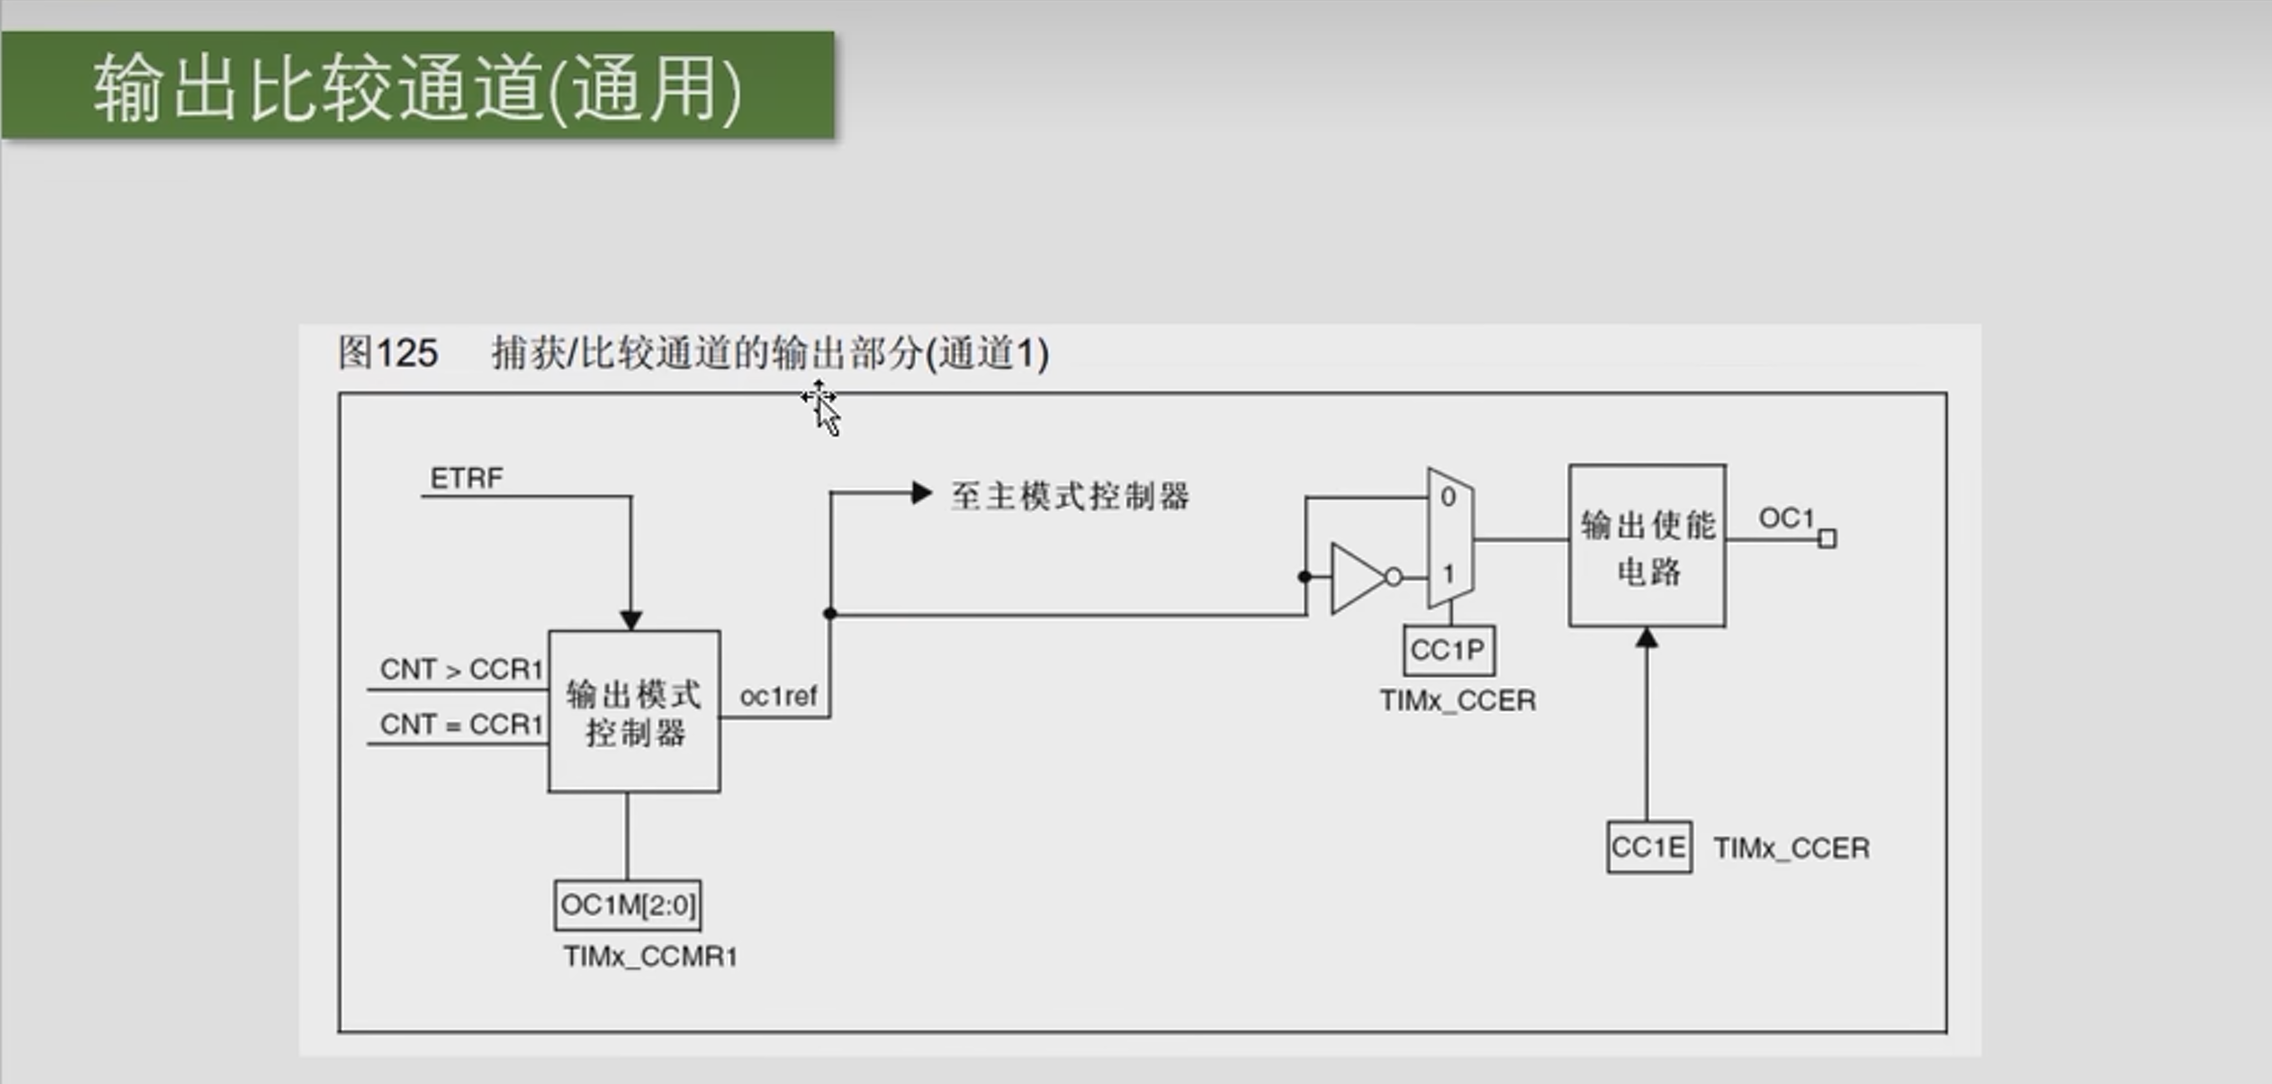 输出比较通道(通用)
图125 捕获/比较通道的输出部分(通道1)
ETRF
至主模式控制器
0
1
输出使能
电路
OC1
CC1P
TIMx_CCER
CNT > CCR1
CNT = CCR1
输出模式
控制器
oc1ref
CC1E
TIMx_CCER
OC1M[2:0]
TIMx_CCMR1